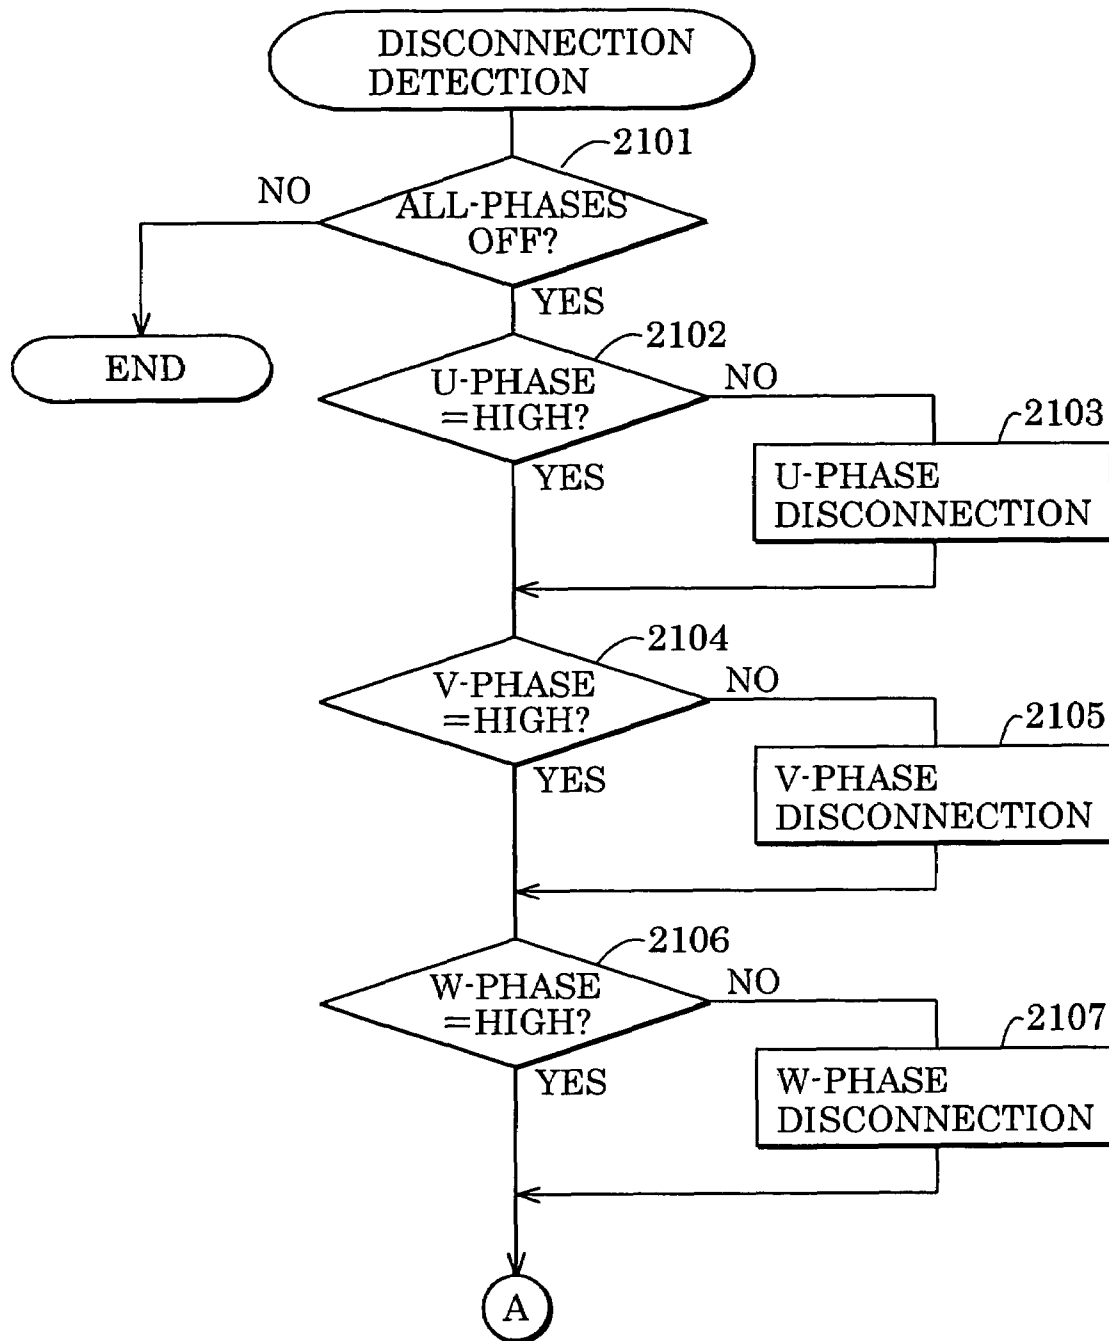 DISCONNECTION
DETECTION
2101
NO
ALL-PHASES
OFF?
YES
END
2102
U-PHASE
=HIGH?
NO
YES
2103
U-PHASE
DISCONNECTION
2104
V-PHASE
=HIGH?
NO
YES
2105
V-PHASE
DISCONNECTION
2106
W-PHASE
=HIGH?
NO
YES
2107
W-PHASE
DISCONNECTION
A